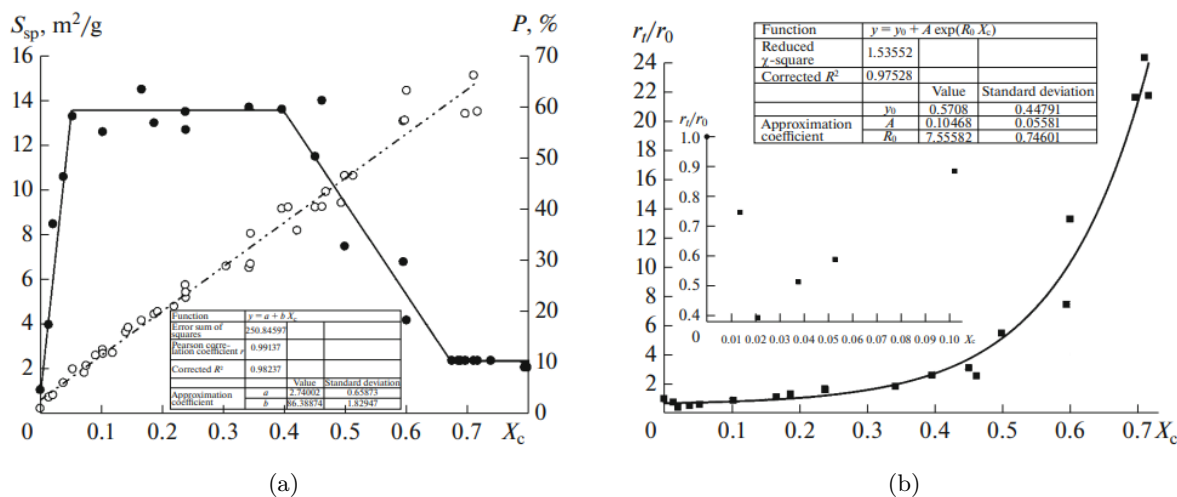 (a)
S_sp, m²/g
P, %
16
14
12
10
8
6
4
2
0
70
60
50
40
30
20
10
0
0
0.1
0.2
0.3
0.4
0.5
0.6
0.7
X_c
Function y = a + b X_c
Error sum of squares 250.84597
Pearson corre-
lation coefficient r 0.99137
Corrected R² 0.98237
Value Standard deviation
Approximation coefficient a 2.74002 0.65873
b 86.38874 1.82947
(a)
(b)
r_t/r_0
24
22
20
18
16
14
12
10
8
6
4
2
0
0
0.1
0.2
0.3
0.4
0.5
0.6
0.7
X_c
Function y = y_0 + A exp(R_0 X_c)
Reduced χ-square 1.53552
Corrected R² 0.97528
Value Standard deviation
Approximation coefficient y_0 0.5708 0.44791
A 0.10468 0.05581
R_0 7.55582 0.74601
r_t/r_0
1.0
0.9
0.8
0.7
0.6
0.5
0.4
0
0.01 0.02 0.03 0.04 0.05 0.06 0.07 0.08 0.09 0.10 X_c
(b)